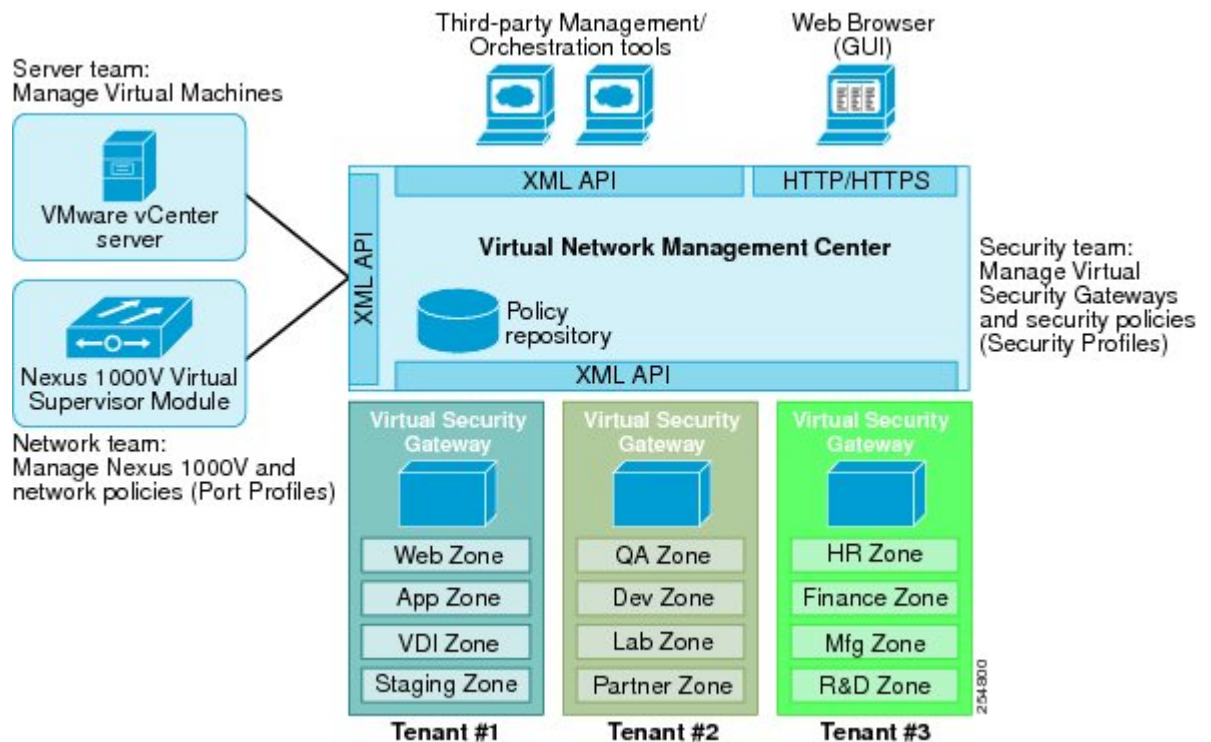 Third-party Management/
Orchestration tools
Web Browser
(GUI)
Server team:
Manage Virtual Machines
VMware vCenter
server
Nexus 1000V Virtual
Supervisor Module
Network team:
Manage Nexus 1000V and
network policies (Port Profiles)
XML API
HTTP/HTTPS
XML API
Virtual Network Management Center
Policy
repository
XML API
Security team:
Manage Virtual
Security Gateways
and security policies
(Security Profiles)
Virtual Security
Gateway
Web Zone
App Zone
VDI Zone
Staging Zone
Tenant #1
Virtual Security
Gateway
QA Zone
Dev Zone
Lab Zone
Partner Zone
Tenant #2
Virtual Security
Gateway
HR Zone
Finance Zone
Mfg Zone
R&D Zone
Tenant #3
254800